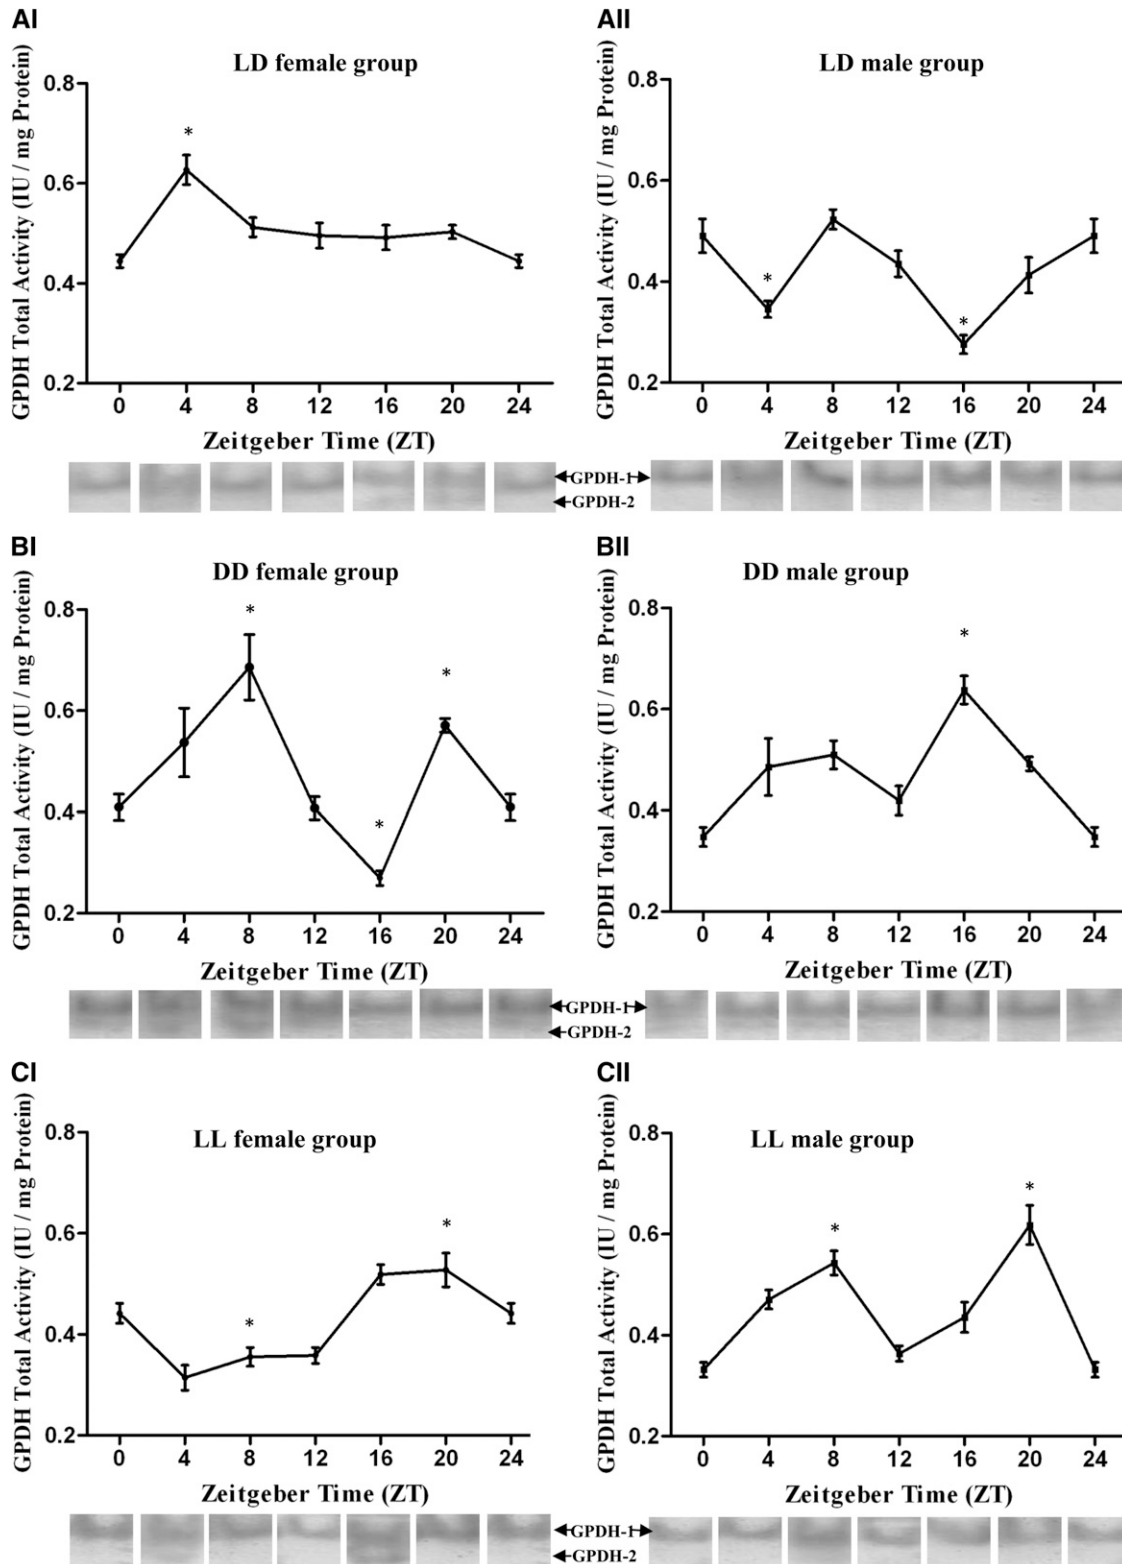 AI
LD female group
GPDH Total Activity (IU / mg Protein)
*
0.8
0.6
0.4
0.2
0 4 8 12 16 20 24
Zeitgeber Time (ZT)
AII
LD male group
GPDH Total Activity (IU / mg Protein)
* *
0.8
0.6
0.4
0.2
0 4 8 12 16 20 24
Zeitgeber Time (ZT)
GPDH-1
GPDH-2
BI
DD female group
GPDH Total Activity (IU / mg Protein)
* * *
0.8
0.6
0.4
0.2
0 4 8 12 16 20 24
Zeitgeber Time (ZT)
BII
DD male group
GPDH Total Activity (IU / mg Protein)
*
0.8
0.6
0.4
0.2
0 4 8 12 16 20 24
Zeitgeber Time (ZT)
GPDH-1
GPDH-2
CI
LL female group
GPDH Total Activity (IU / mg Protein)
* *
0.8
0.6
0.4
0.2
0 4 8 12 16 20 24
Zeitgeber Time (ZT)
CII
LL male group
GPDH Total Activity (IU / mg Protein)
* *
0.8
0.6
0.4
0.2
0 4 8 12 16 20 24
Zeitgeber Time (ZT)
GPDH-1
GPDH-2